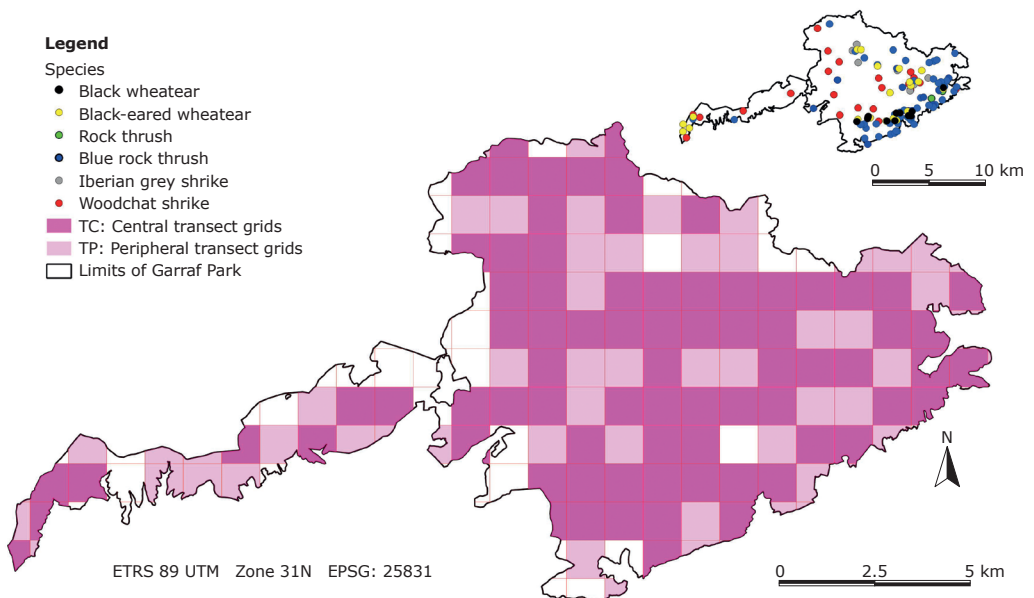 Legend
Species
Black wheatear
Black-eared wheatear
Rock thrush
Blue rock thrush
Iberian grey shrike
Woodchat shrike
TC: Central transect grids
TP: Peripheral transect grids
Limits of Garraf Park
0 5 10 km
N
ETRS 89 UTM Zone 31N EPSG: 25831
0 2.5 5 km